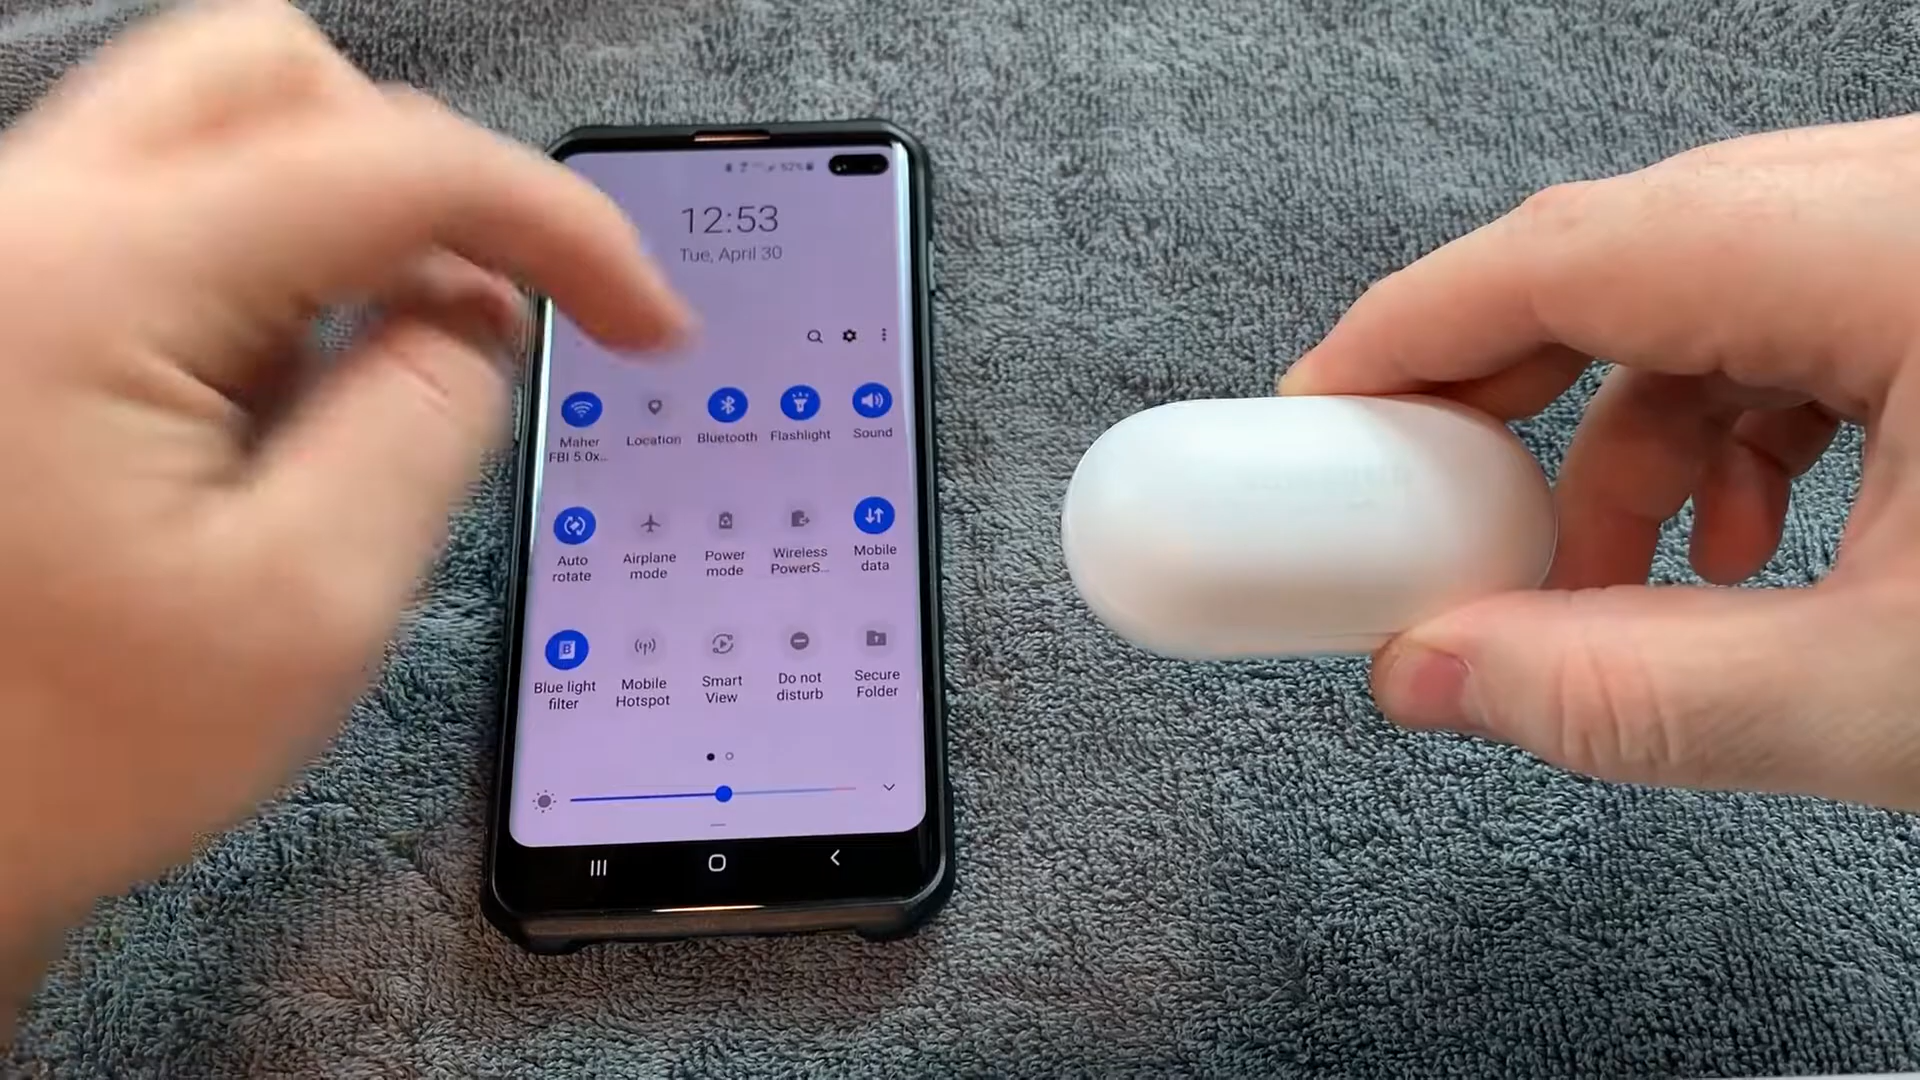 12:53
Tue, April 30
Maher
FBI 5.0x...
Location
Bluetooth
Flashlight
Sound
Auto
rotate
Airplane
mode
Power
mode
Wireless
PowerS...
Mobile
data
B
Blue light
filter
Mobile
Hotspot
Smart
View
Do not
disturb
Secure
Folder